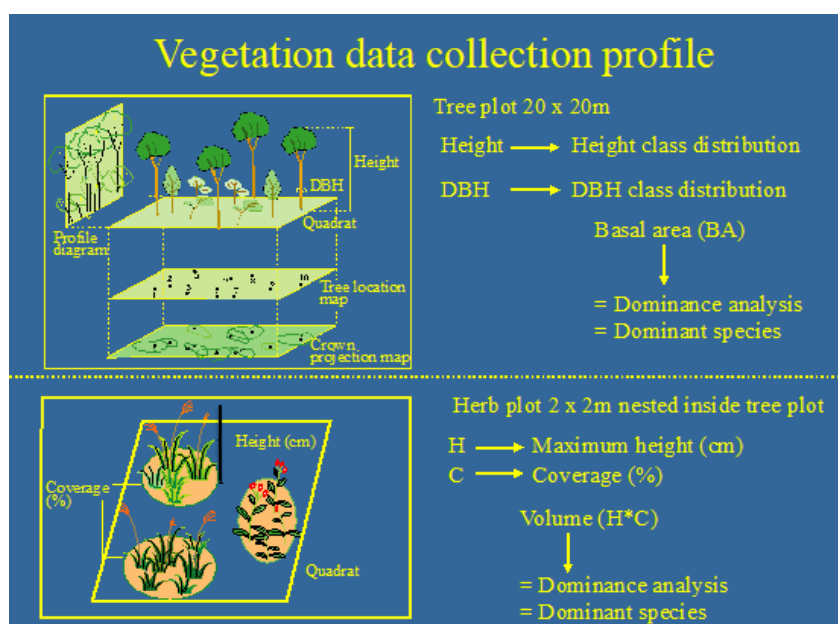 Vegetation data collection profile
Height
DBH
Profile
diagram
Quadrat
Tree location
map
Crown
projection map
Tree plot 20 x 20m
Height → Height class distribution
DBH → DBH class distribution
Basal area (BA)
= Dominance analysis
= Dominant species
Height (cm)
Coverage
(%)
Quadrat
Herb plot 2 x 2m nested inside tree plot
H → Maximum height (cm)
C → Coverage (%)
Volume (H*C)
= Dominance analysis
= Dominant species